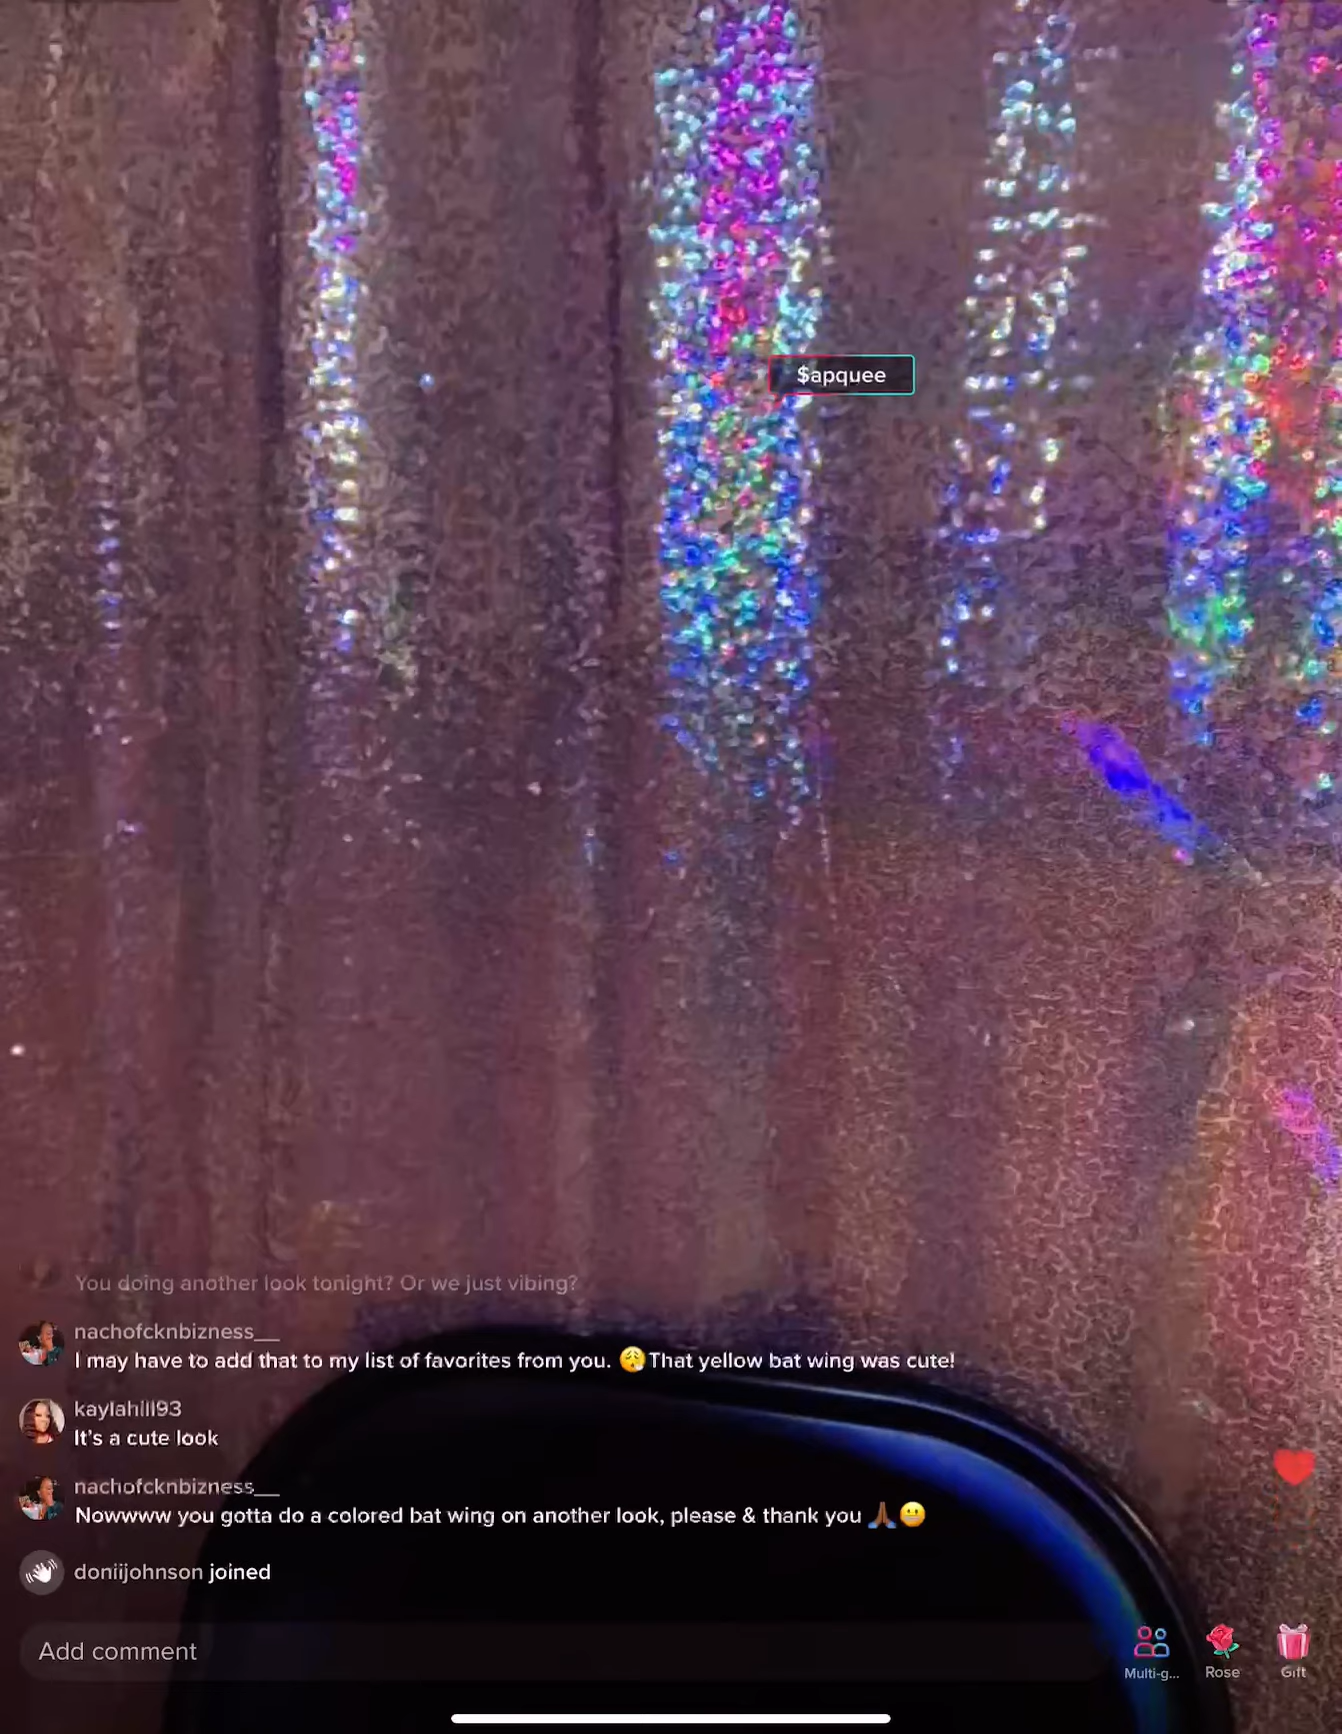 $apquee
You doing another look tonight? Or we just vibing?
nachofcknbizness__
I may have to add that to my list of favorites from you. 😮‍💨That yellow bat wing was cute!
kaylahill93
It's a cute look
nachofcknbizness__
Nowwww you gotta do a colored bat wing on another look, please & thank you 🙏🏾😬
doniijohnson joined
Add comment
Multi-g...
Rose
Gift